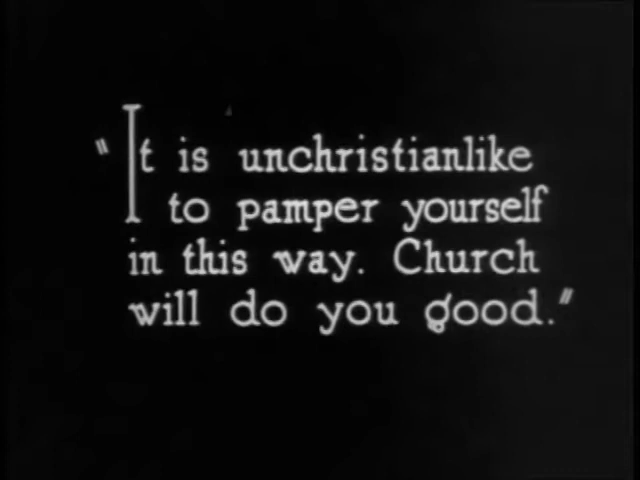 "It is unchristianlike
to pamper yourself
in this way. Church
will do you good."